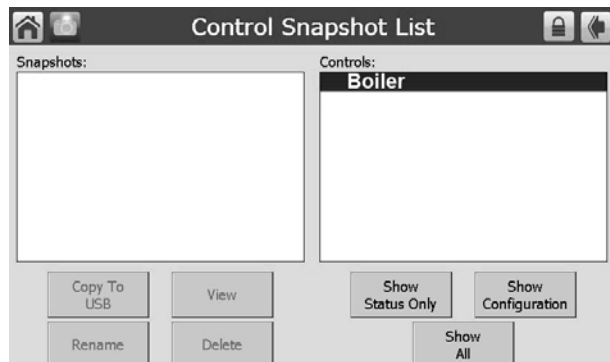 Control Snapshot List
Snapshots:
Controls:
Boiler
Copy To
USB
View
Show
Status Only
Show
Configuration
Rename
Delete
Show
All